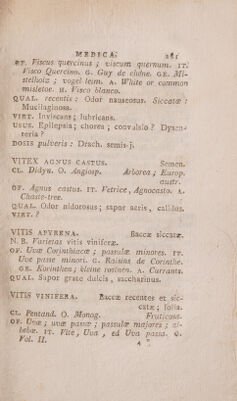 MEDICA. 281
OF. Viscus quercinus; viscum quernum. IT.
Visco Quercino. G. Guy de chêne. GE. Mi-
stelholz; vogel leim. A. White or common
misletoe. H. Visco blanco.
QUAL. recentis: Odor nauseosus. Siccatæ:
Mucilaginosa.
VIRT. Inviscans; lubricans.
USUS. Epilepsia; chorea; convulsio? Dysen-
teria?
DOSIS pulveris: Drach. semis-j.
VITEX AGNUS CASTUS. Semen.
CL. Didyn. O. Angiosp. Arborea; Europ.
austr.
OF. Agnus castus. IT. Vetrice, Agnocasto. A.
Chaste-tree.
QUAL. Odor nidorosus; sapor acris, calidus.
VIRT. ?
VITIS APYRENA. Baccæ siccatæ.
N. B. Varietas vitis viniferæ.
OF. Uvæ Corinthiacæ; passulæ minores. IT.
Uve passe minori. G. Raisins de Corinthe.
GE. Korinthen; kleine rosinen. A. Currants.
QUAL. Sapor grate dulcis, saccharinus.
VITIS VINIFERA. Baccæ recentes et sic-
catæ; folia.
CL. Pentand. O. Monog. Fruticosa.
OF. Uvæ; uvæ passæ; passulæ majores; zi-
bebæ. IT. Vite, Uva, ed Uva passa. G.
Vol. II.